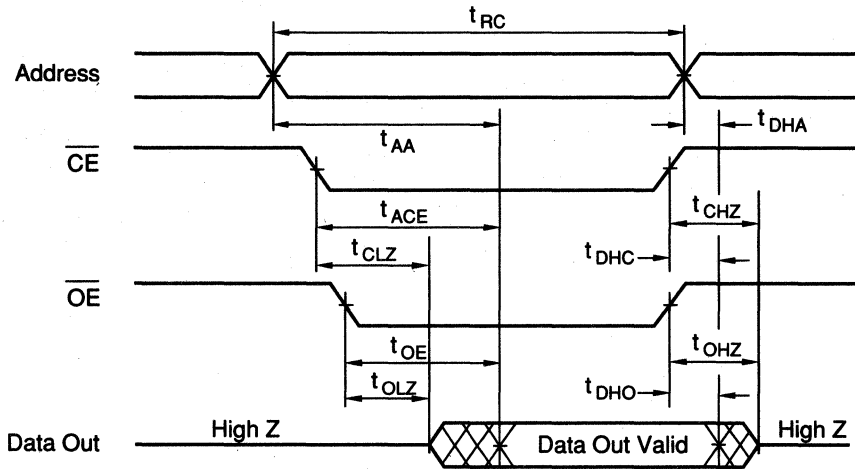 tRC
Address
tAA
tDHA
CE
tACE
tCHZ
tCLZ
tDHC
OE
tOE
tOHZ
tOLZ
tDHO
Data Out
High Z
Data Out Valid
High Z